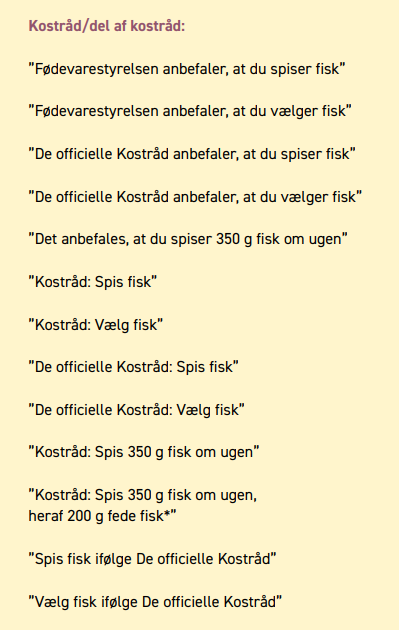 Kostråd/del af kostråd:
”Fødevarestyrelsen anbefaler, at du spiser fisk”
”Fødevarestyrelsen anbefaler, at du vælger fisk”
”De officielle Kostråd anbefaler, at du spiser fisk”
”De officielle Kostråd anbefaler, at du vælger fisk”
”Det anbefales, at du spiser 350 g fisk om ugen”
”Kostråd: Spis fisk”
”Kostråd: Vælg fisk”
”De officielle Kostråd: Spis fisk”
”De officielle Kostråd: Vælg fisk”
”Kostråd: Spis 350 g fisk om ugen”
”Kostråd: Spis 350 g fisk om ugen,
heraf 200 g fede fisk*”
”Spis fisk ifølge De officielle Kostråd”
”Vælg fisk ifølge De officielle Kostråd”